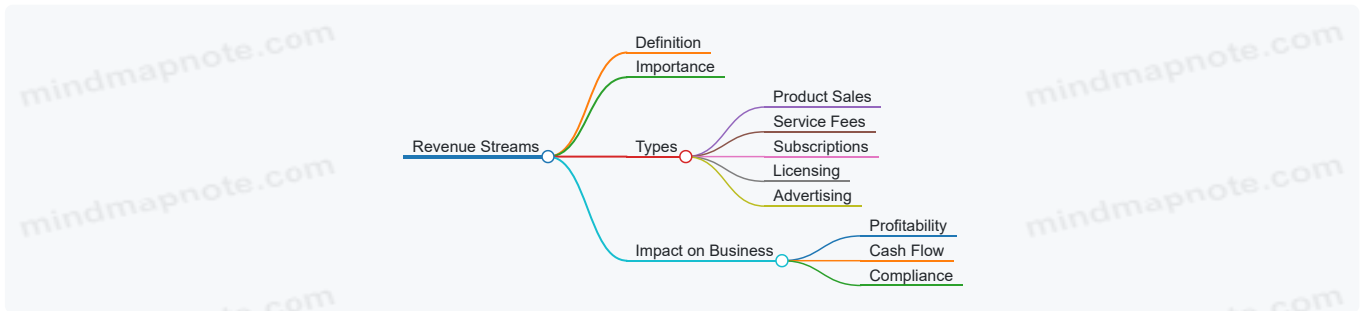 mindmapnote.com
mindmapnote.com
Definition
Importance
Product Sales
Service Fees
Revenue Streams
Types
Subscriptions
Licensing
Advertising
mindmapnote.com
mindmapnote.com
Profitability
Impact on Business
Cash Flow
Compliance